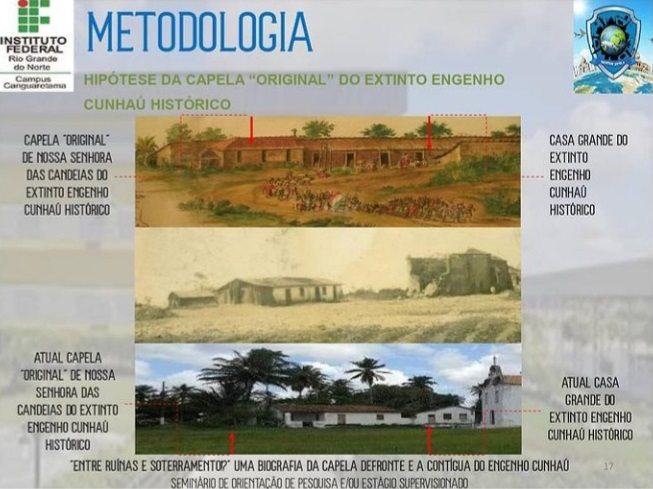 INSTITUTO
FEDERAL
Rio Grande
do Norte
Campus
Canguaretama
METODOLOGIA
HIPÓTESE DA CAPELA "ORIGINAL" DO EXTINTO ENGENHO
CUNHAÚ HISTÓRICO
CAPELA "ORIGINAL"
DE NOSSA SENHORA
DAS CANDEIAS DO
EXTINTO ENGENHO
CUNHAÚ HISTÓRICO
CASA GRANDE DO
EXTINTO
ENGENHO
CUNHAÚ
HISTÓRICO
ATUAL CAPELA
"ORIGINAL" DE NOSSA
SENHORA DAS
CANDEIAS DO EXTINTO
ENGENHO CUNHAÚ
HISTÓRICO
ATUAL CASA
GRANDE DO
EXTINTO ENGENHO
CUNHAÚ HISTÓRICO
"ENTRE RUÍNAS E SOTERRAMENTO!?" UMA BIOGRAFIA DA CAPELA DEFRONTE E A CONTÍGUA DO ENGENHO CUNHAÚ
17
SEMINÁRIO DE ORIENTAÇÃO DE PESQUISA E/OU ESTÁGIO SUPERVISIONADO